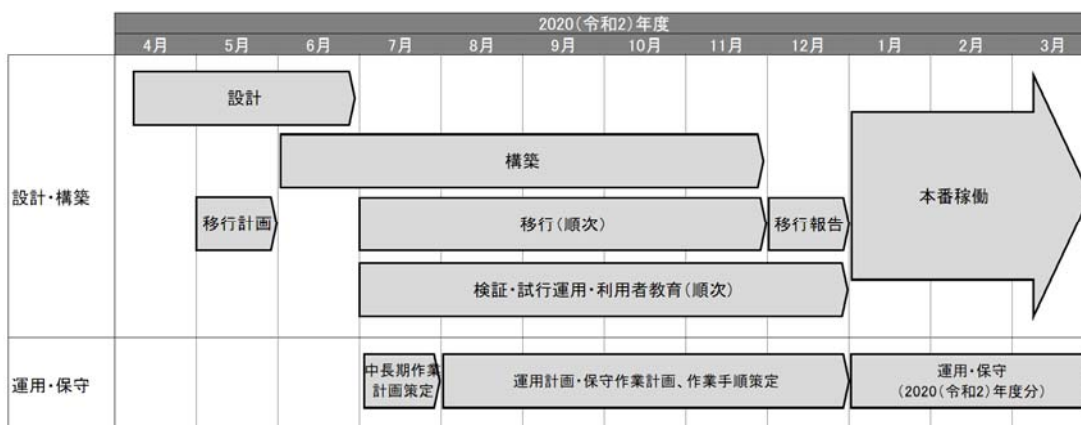 2020(令和2)年度
4月 5月 6月 7月 8月 9月 10月 11月 12月 1月 2月 3月
設計・構築
設計
構築
移行計画
移行(順次)
移行報告
本番稼働
検証・試行運用・利用者教育(順次)
運用・保守
中長期作業
計画策定
運用計画・保守作業計画、作業手順策定
運用・保守
(2020(令和2)年度分)